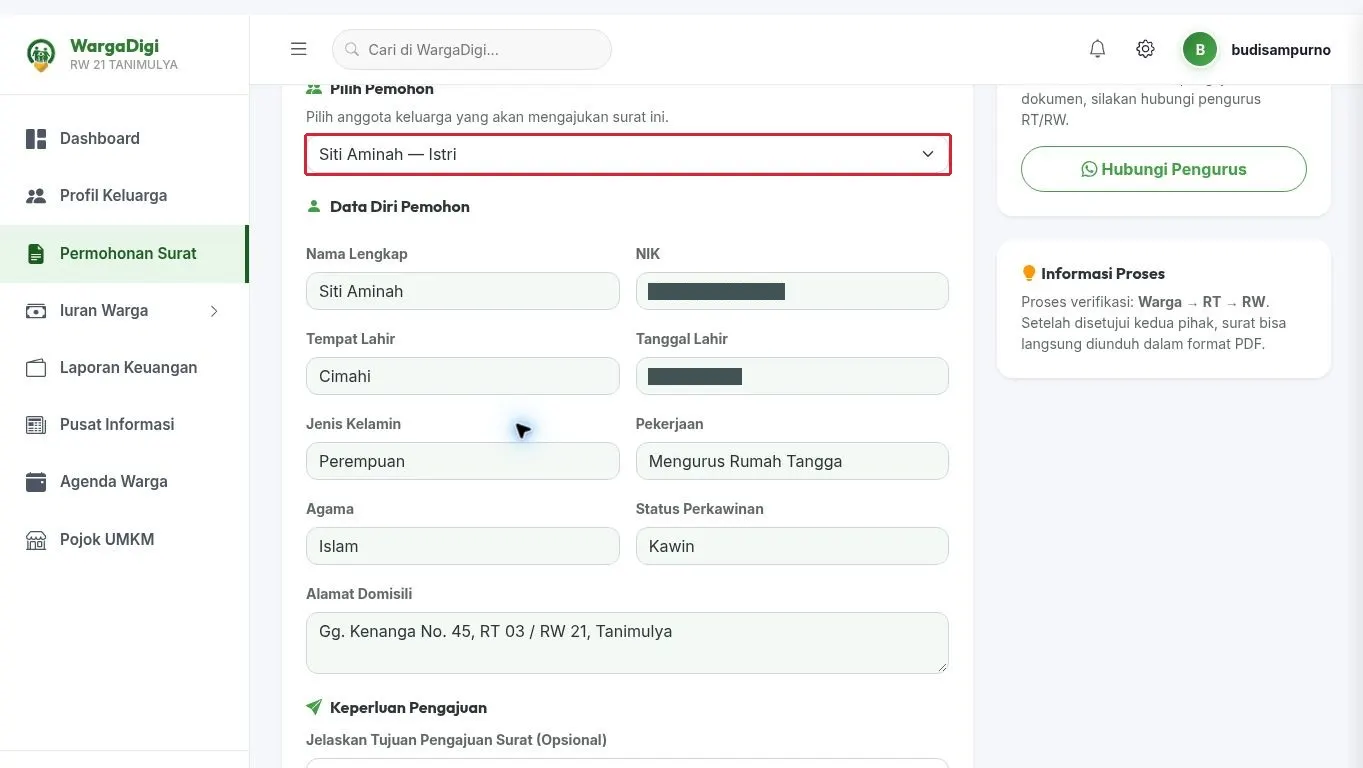 WargaDigi
RW 21 TANIMULYA
Cari di WargaDigi...
B
budisampurno
Dashboard
Profil Keluarga
Permohonan Surat
Iuran Warga
Laporan Keuangan
Pusat Informasi
Agenda Warga
Pojok UMKM
Pilih Pemohon
Pilih anggota keluarga yang akan mengajukan surat ini.
Siti Aminah — Istri
Data Diri Pemohon
Nama Lengkap
Siti Aminah
NIK
Tempat Lahir
Cimahi
Tanggal Lahir
Jenis Kelamin
Perempuan
Pekerjaan
Mengurus Rumah Tangga
Agama
Islam
Status Perkawinan
Kawin
Alamat Domisili
Gg. Kenanga No. 45, RT 03 / RW 21, Tanimulya
Keperluan Pengajuan
Jelaskan Tujuan Pengajuan Surat (Opsional)
dokumen, silakan hubungi pengurus
RT/RW.
Hubungi Pengurus
Informasi Proses
Proses verifikasi: Warga → RT → RW.
Setelah disetujui kedua pihak, surat bisa
langsung diunduh dalam format PDF.